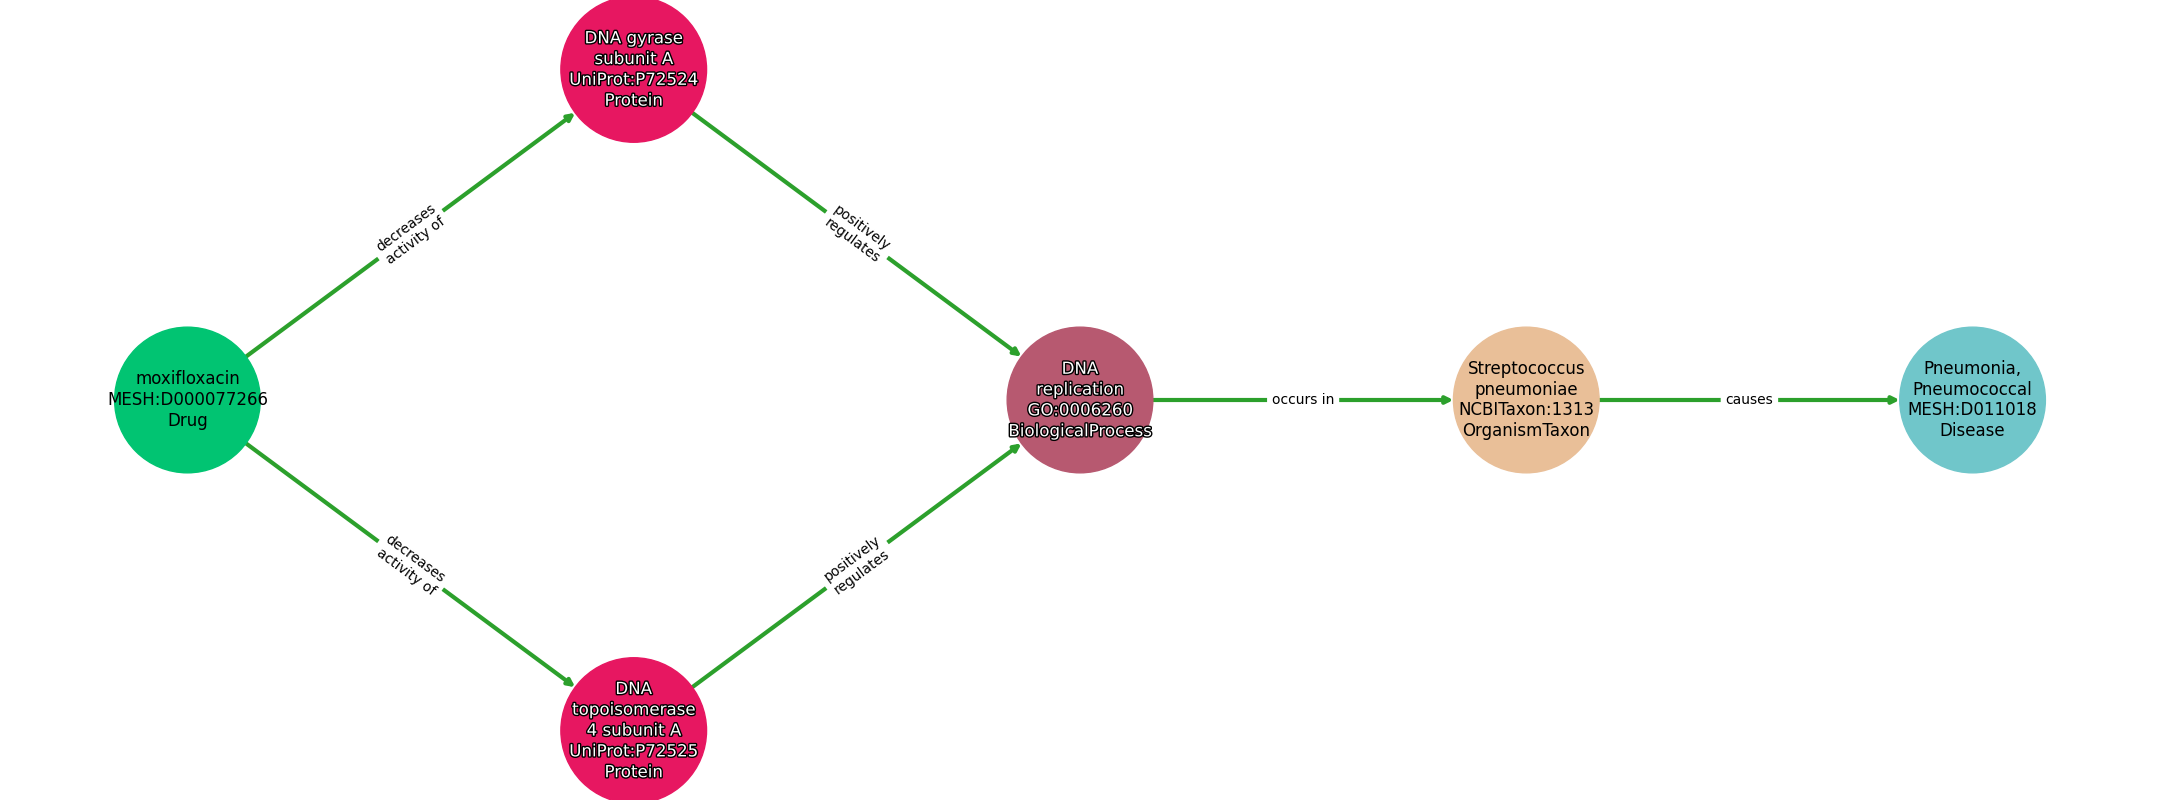 DNA gyrase
subunit A
UniProt:P72524
Protein
decreases
activity of
positively
regulates
moxifloxacin
MESH:D000077266
Drug
DNA
replication
GO:0006260
BiologicalProcess
occurs in
Streptococcus
pneumoniae
NCBITaxon:1313
OrganismTaxon
causes
Pneumonia,
Pneumococcal
MESH:D011018
Disease
decreases
activity of
positively
regulates
DNA
topoisomerase
4 subunit A
UniProt:P72525
Protein